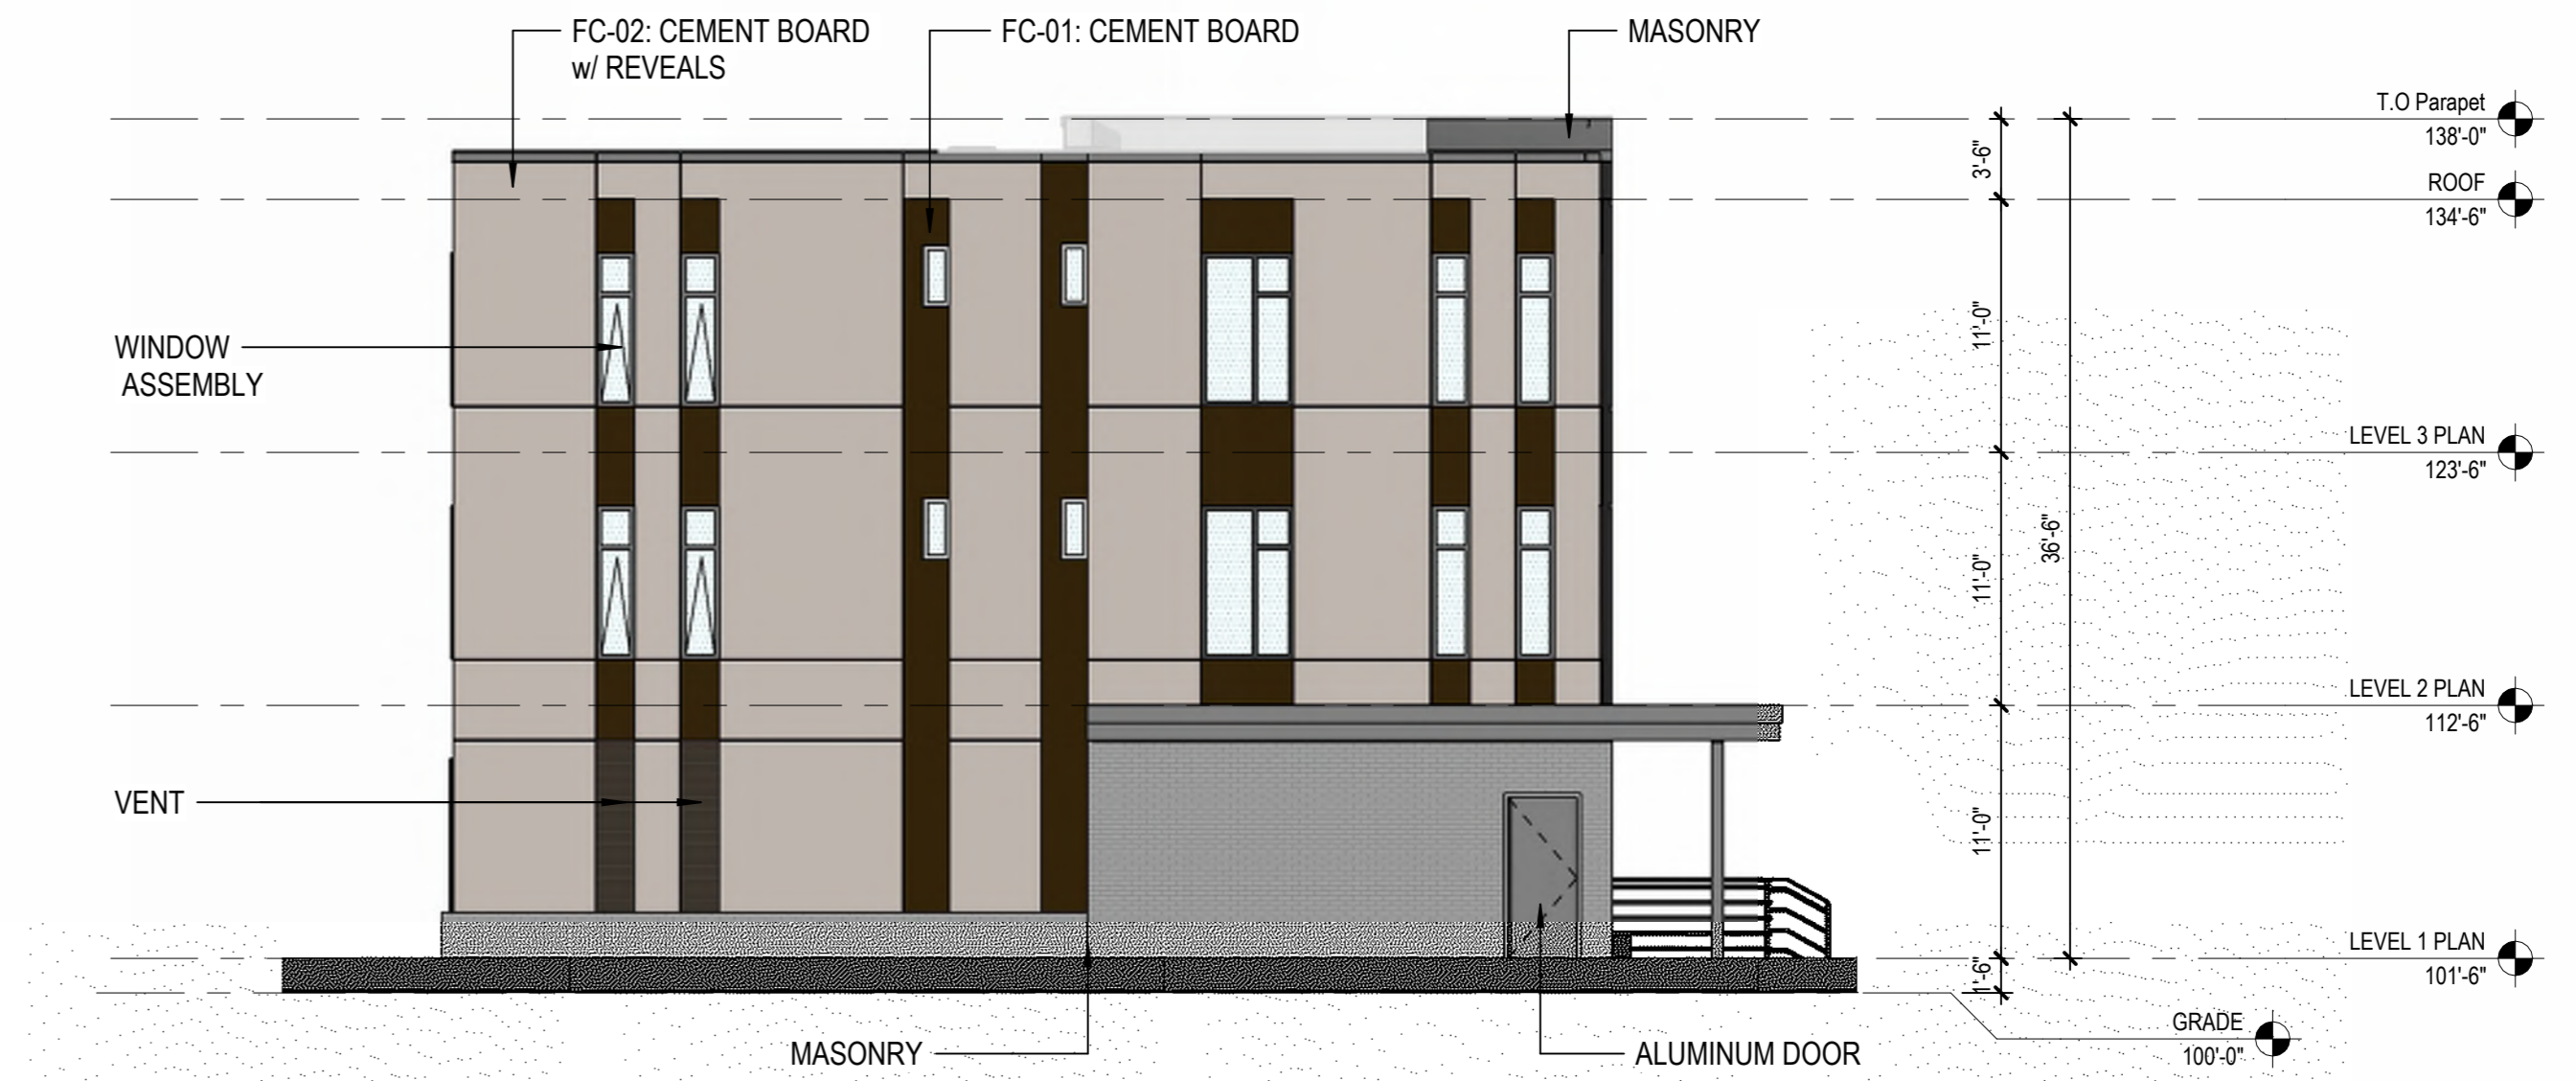 FC-02: CEMENT BOARD
w/ REVEALS
FC-01: CEMENT BOARD
MASONRY
T.O Parapet
138'-0"
3'-6"
ROOF
134'-6"
11'-0"
WINDOW
ASSEMBLY
LEVEL 3 PLAN
123'-6"
36'-6"
11'-0"
LEVEL 2 PLAN
112'-6"
VENT
11'-0"
LEVEL 1 PLAN
101'-6"
1'-6"
GRADE
100'-0"
MASONRY
ALUMINUM DOOR